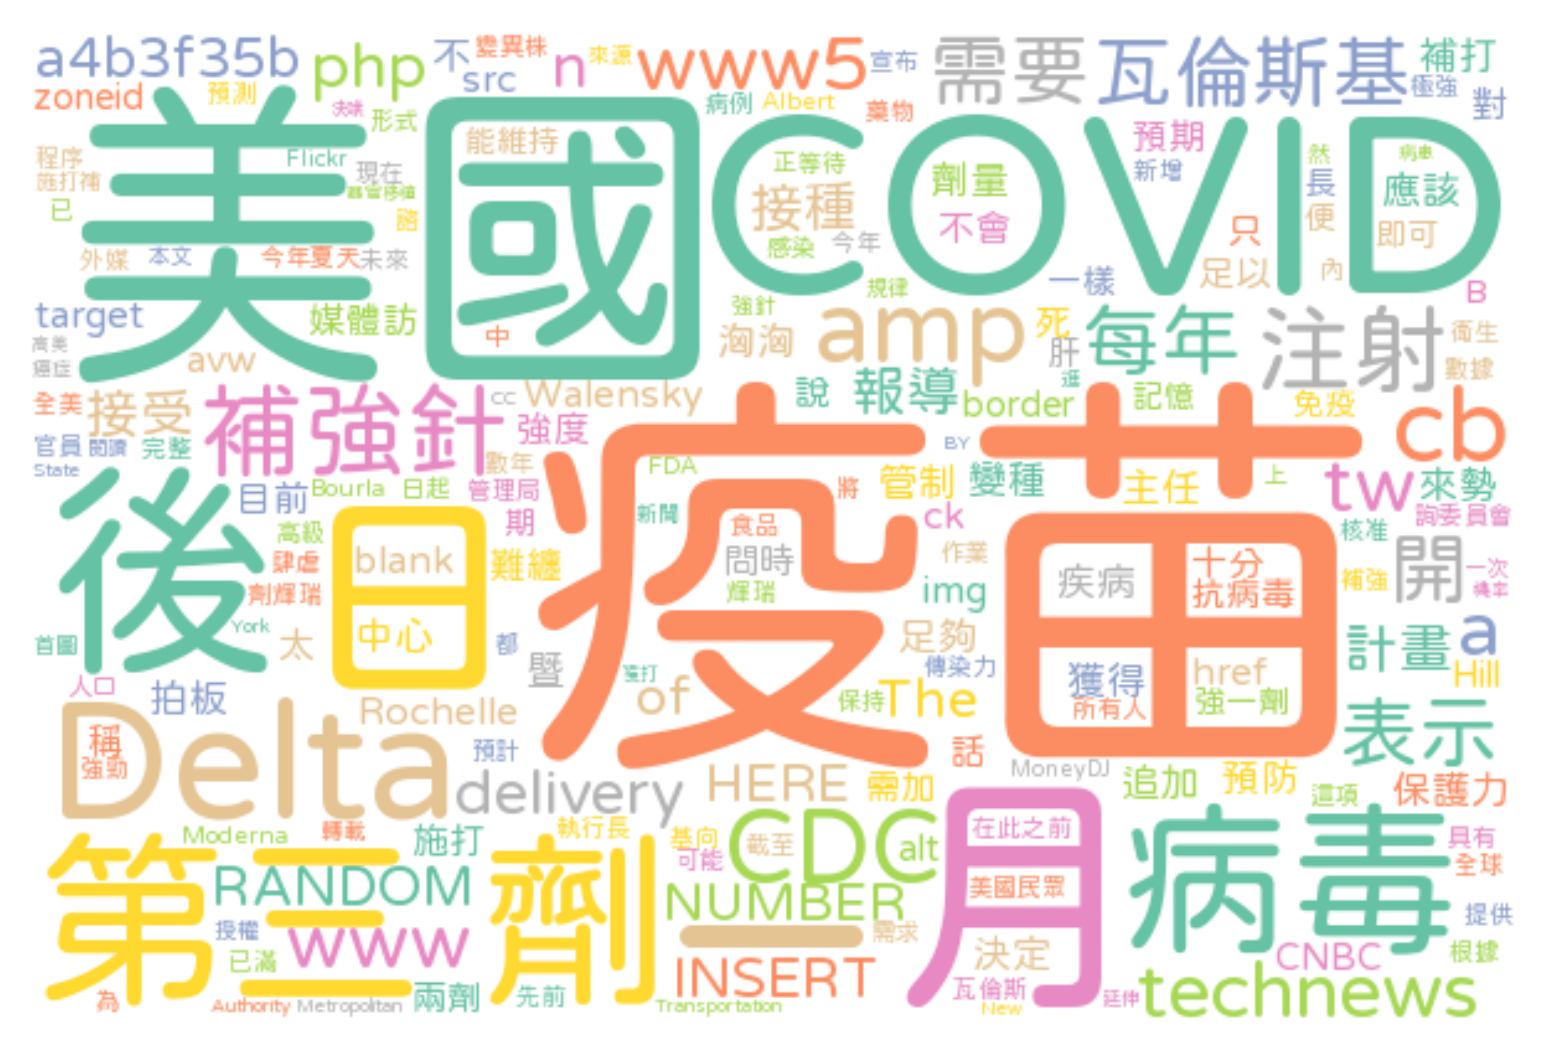 a4b3f35b
php
不
變異株
src
n
來源
www5
宣布
需要
瓦倫斯基
補打
極強
對
zoneid
預測
形式
病例
Albert
藥物
美國
COVID
能維持
正等待
接種
感染
今年
劑量
不會
預期
新增
只
足以
然
長
便
內
應該
即可
B
程序
施打補
已
Flickr
現在
諮
外媒
本文
今年夏天
未來
target
媒體訪
中
強針
規律
一樣
洶洶
amp
死
肝
逛
每年
注射
衛生
數據
癌症
avw
全美
接受
補強針
cc
Walensky
強度
說
報導
border
記憶
免疫
cb
官員
閱讀
完整
State
數年
疫苗
FDA
BY
管制
變種
主任
上
tw
來勢
詢委員會
後
目前
Bourla
日起
管理局
期
新聞
將
ck
核准
高級
肆虐
劑輝瑞
日
blank
中心
難纏
食品
問時
輝瑞
作業
img
疾病
十分
抗病毒
開
補強
一次
機率
York
首圖
太
都
暨
足夠
傳染力
獲得
所有人
href
強一劑
計畫
a
Hill
人口
拍板
Rochelle
of
保持
The
Delta
稱
強勁
預計
話
表示
delivery
HERE
需加
MoneyDJ
追加
預防
這項
保護力
Moderna
轉載
施打
執行長
基向
可能
截至
CDC
alt
在此之前
具有
全球
第三劑
RANDOM
NUMBER
一
月
美國民眾
病毒
授權
www
需求
提供
已滿
INSERT
決定
CNBC
根據
為
Authority
Metropolitan
兩劑
先前
Transportation
瓦倫斯
New
延伸
technews